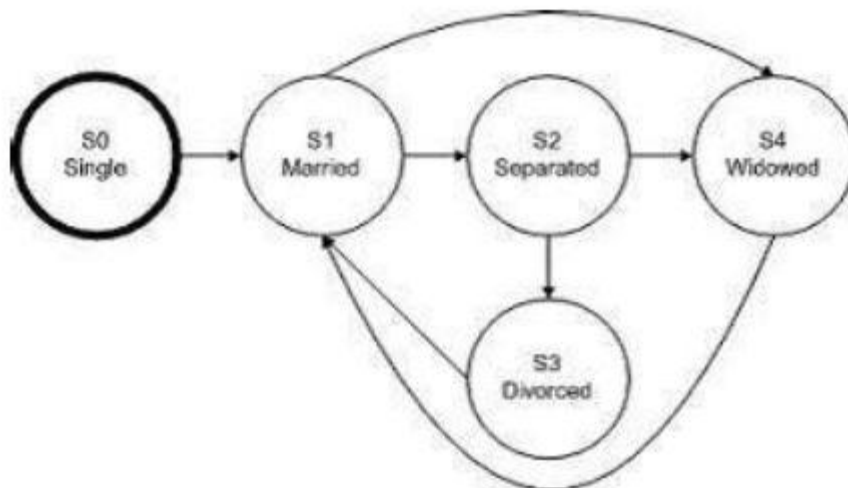 S0
Single
S1
Married
S2
Separated
S4
Widowed
S3
Divorced